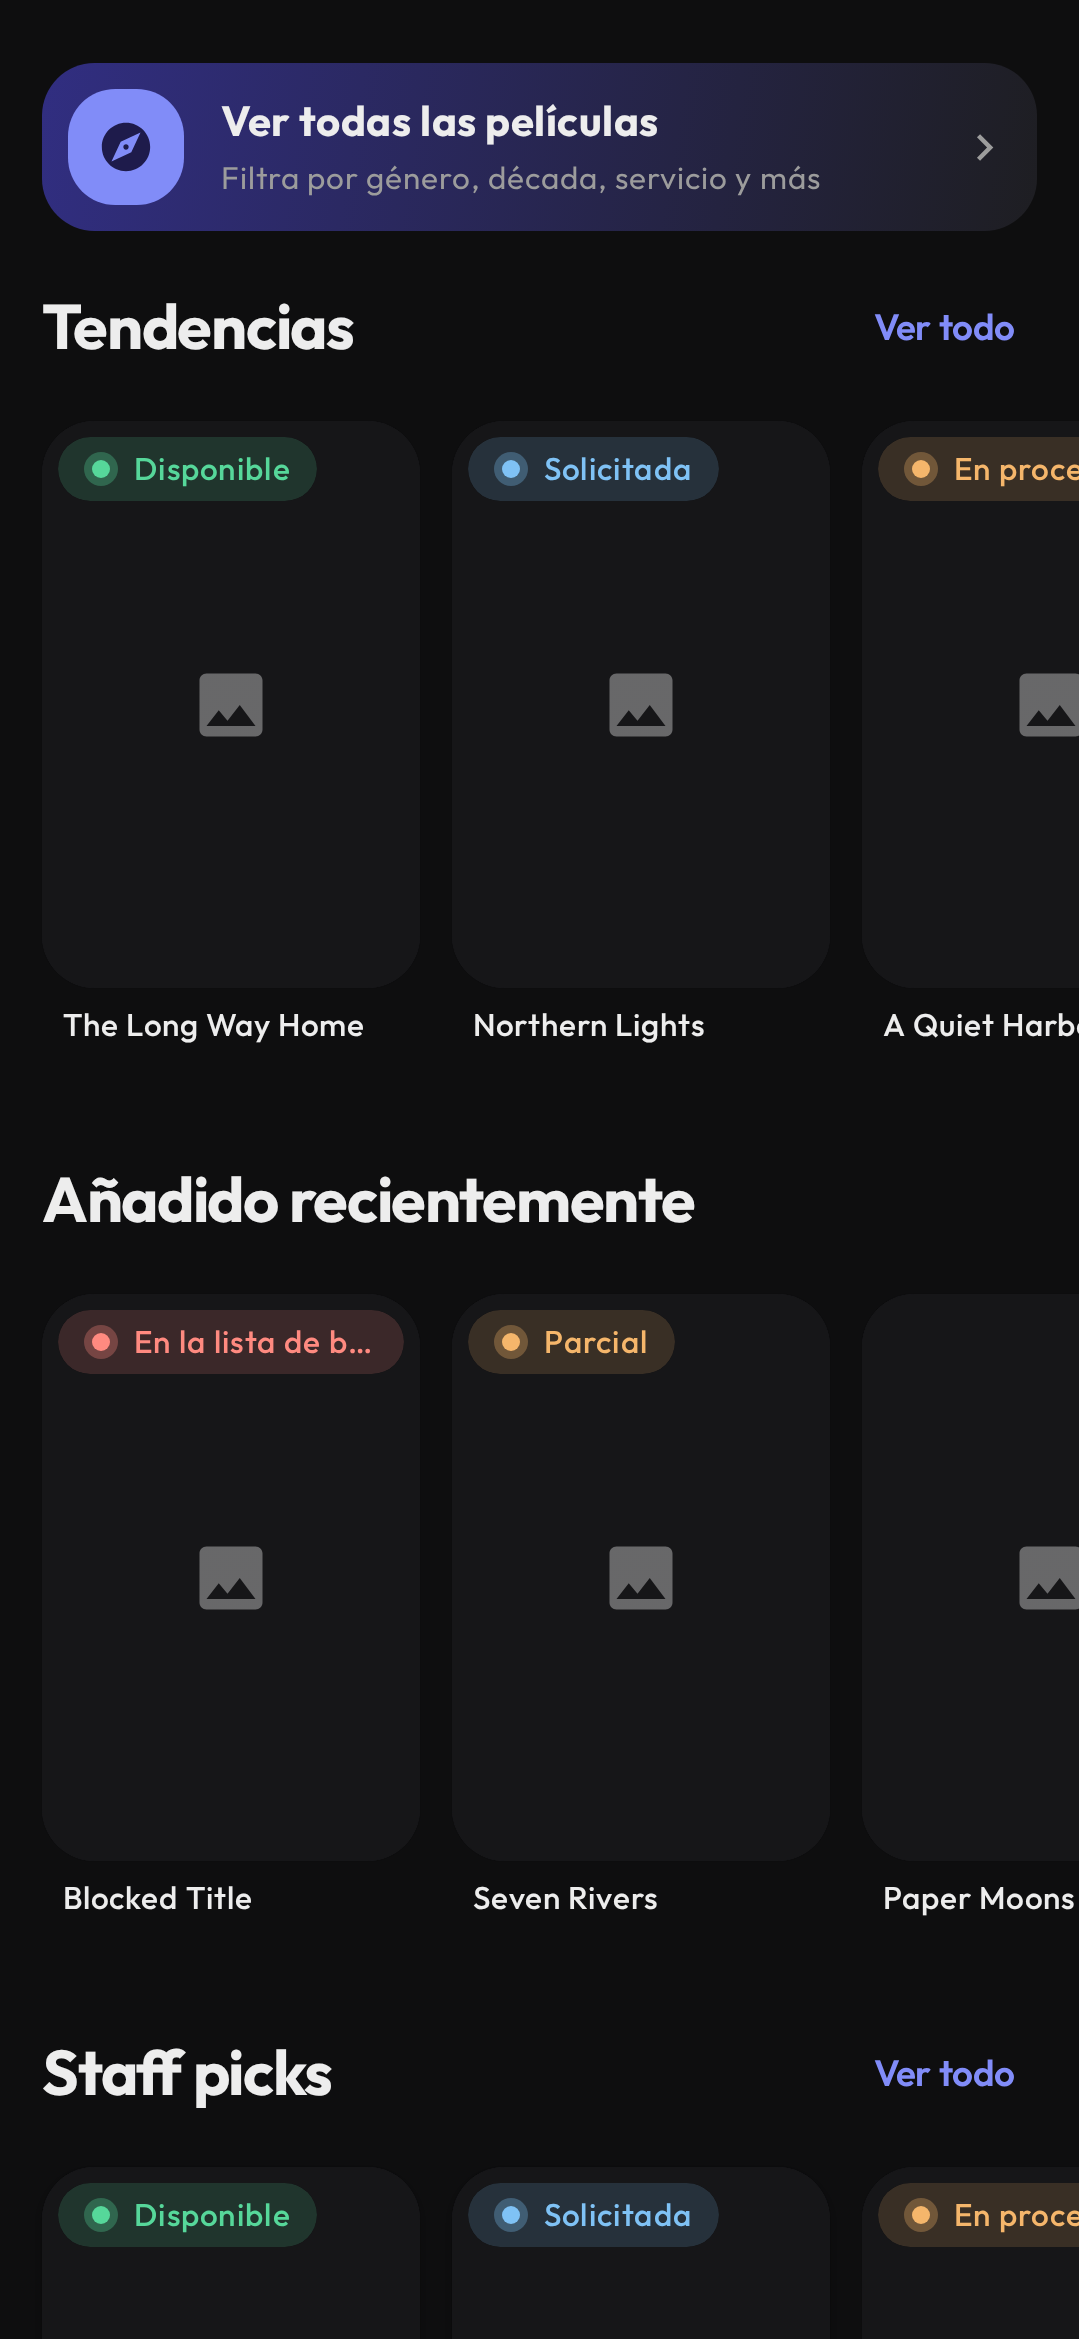 Ver todas las películas
Filtra por género, década, servicio y más
Tendencias
Ver todo
Disponible
Solicitada
En proce
The Long Way Home
Northern Lights
A Quiet Harb
Añadido recientemente
En la lista de b...
Parcial
Blocked Title
Seven Rivers
Paper Moons
Staff picks
Ver todo
Disponible
Solicitada
En proce